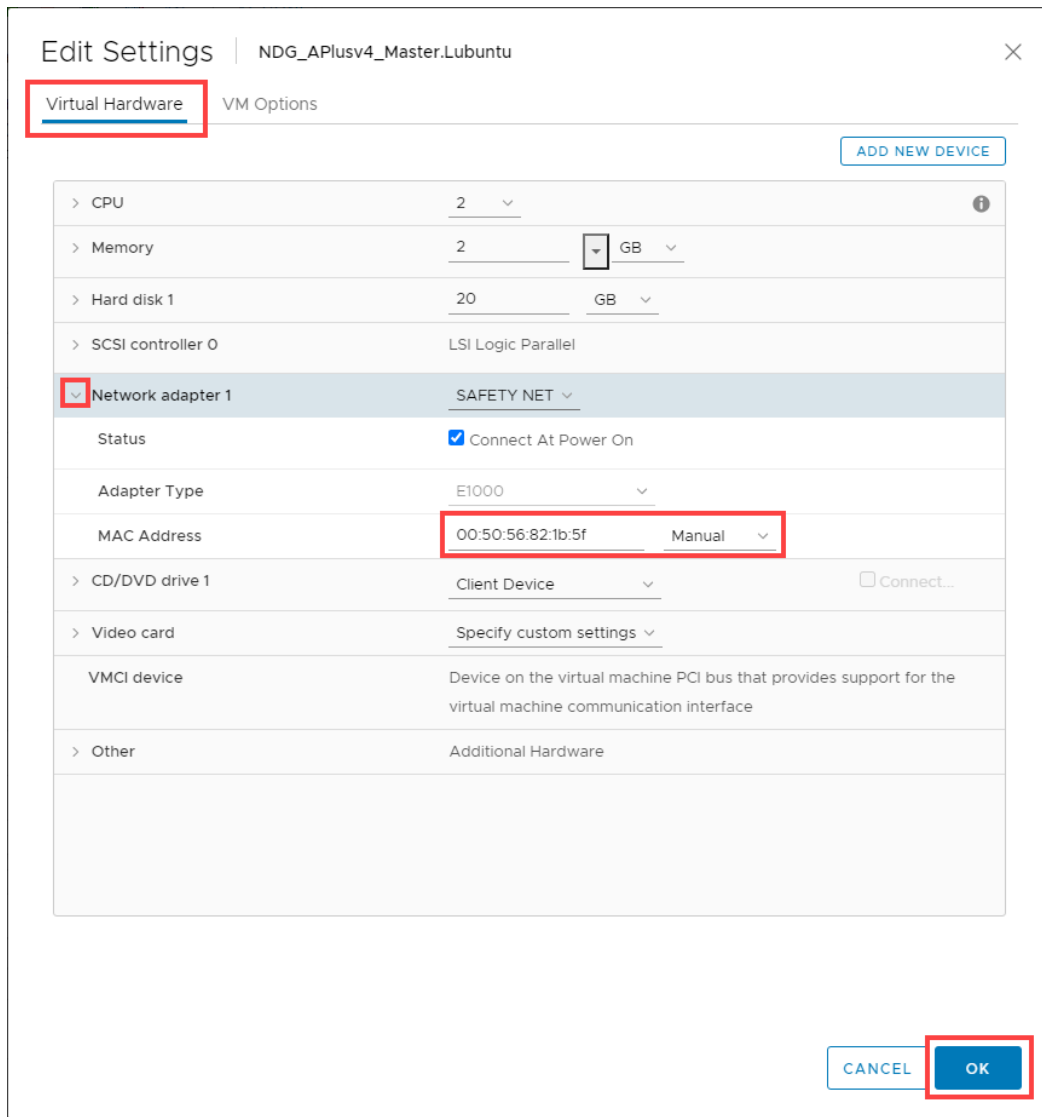 Edit Settings NDG_APlusv4_Master.Lubuntu
Virtual Hardware VM Options
ADD NEW DEVICE
CPU 2
Memory 2 GB
Hard disk 1 20 GB
SCSI controller 0 LSI Logic Parallel
Network adapter 1 SAFETY NET
Status Connect At Power On
Adapter Type E1000
MAC Address 00:50:56:82:1b:5f Manual
CD/DVD drive 1 Client Device Connect...
Video card Specify custom settings
VMCI device Device on the virtual machine PCI bus that provides support for the
virtual machine communication interface
Other Additional Hardware
CANCEL OK